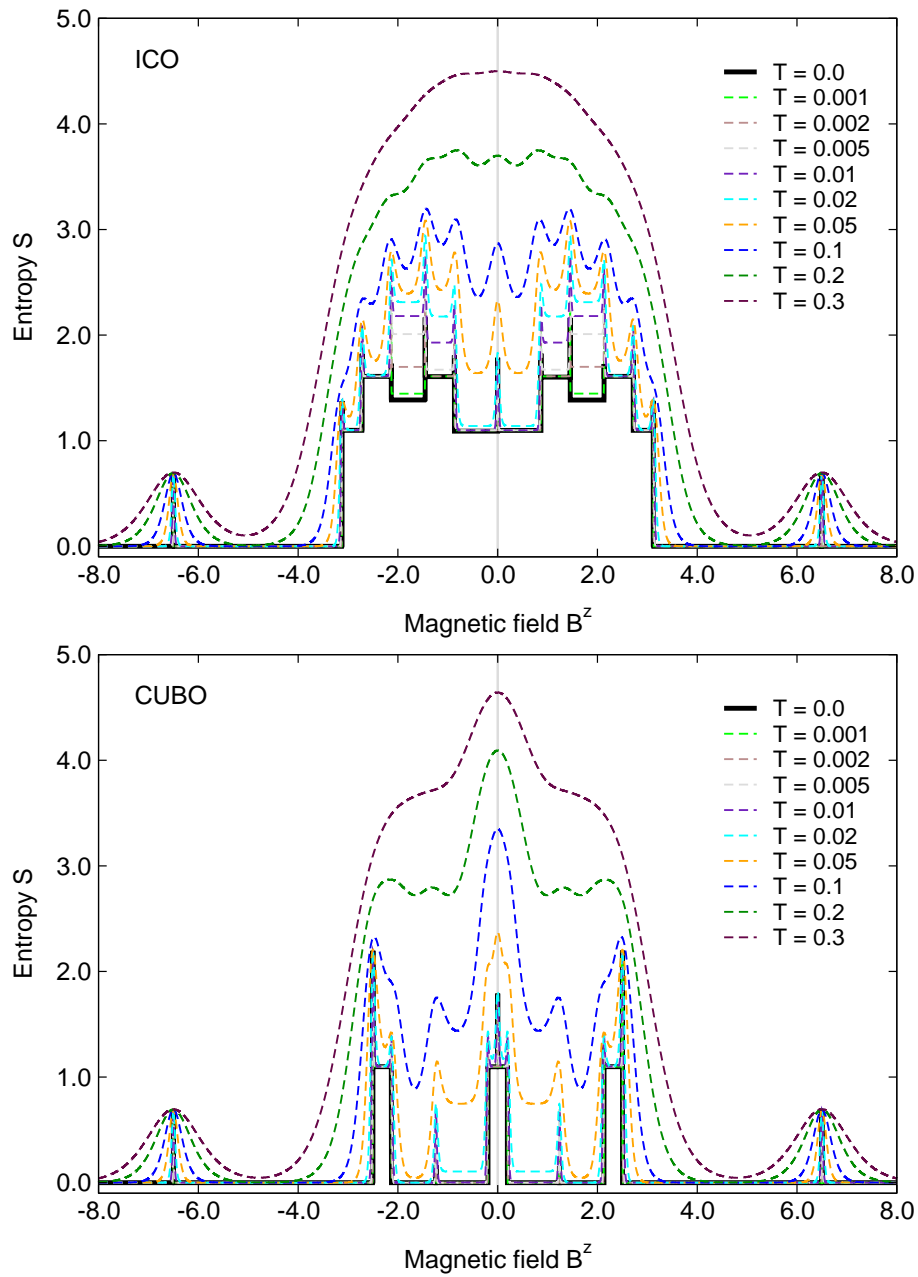 5.0
ICO
T = 0.0
T = 0.001
4.0
T = 0.002
T = 0.005
T = 0.01
T = 0.02
3.0
T = 0.05
T = 0.1
T = 0.2
T = 0.3
2.0
Entropy S
1.0
0.0
-8.0 -6.0 -4.0 -2.0 0.0 2.0 4.0 6.0 8.0
Magnetic field B^z
5.0
CUBO
T = 0.0
T = 0.001
4.0
T = 0.002
T = 0.005
T = 0.01
T = 0.02
3.0
T = 0.05
T = 0.1
T = 0.2
T = 0.3
2.0
Entropy S
1.0
0.0
-8.0 -6.0 -4.0 -2.0 0.0 2.0 4.0 6.0 8.0
Magnetic field B^z